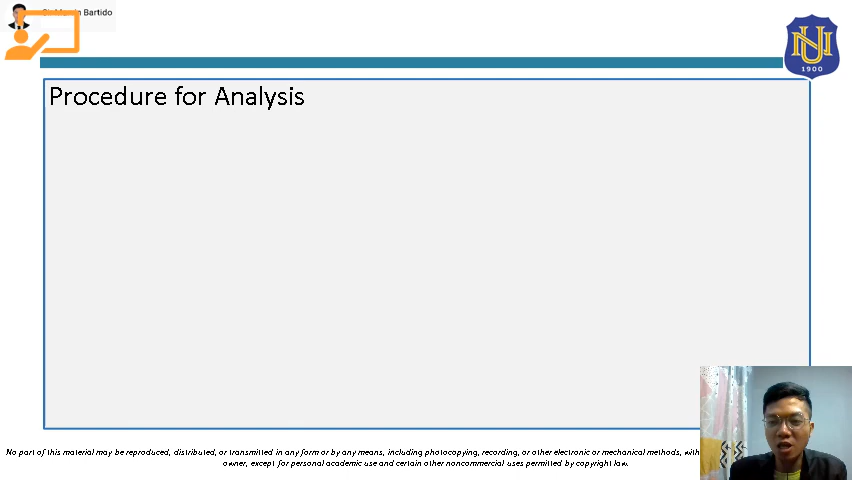 Sir Marvin Bartido
NU
1900
Procedure for Analysis
No part of this material may be reproduced, distributed, or transmitted in any form or by any means, including photocopying, recording, or other electronic or mechanical methods, with
owner, except for personal academic use and certain other noncommercial uses permitted by copyright law.